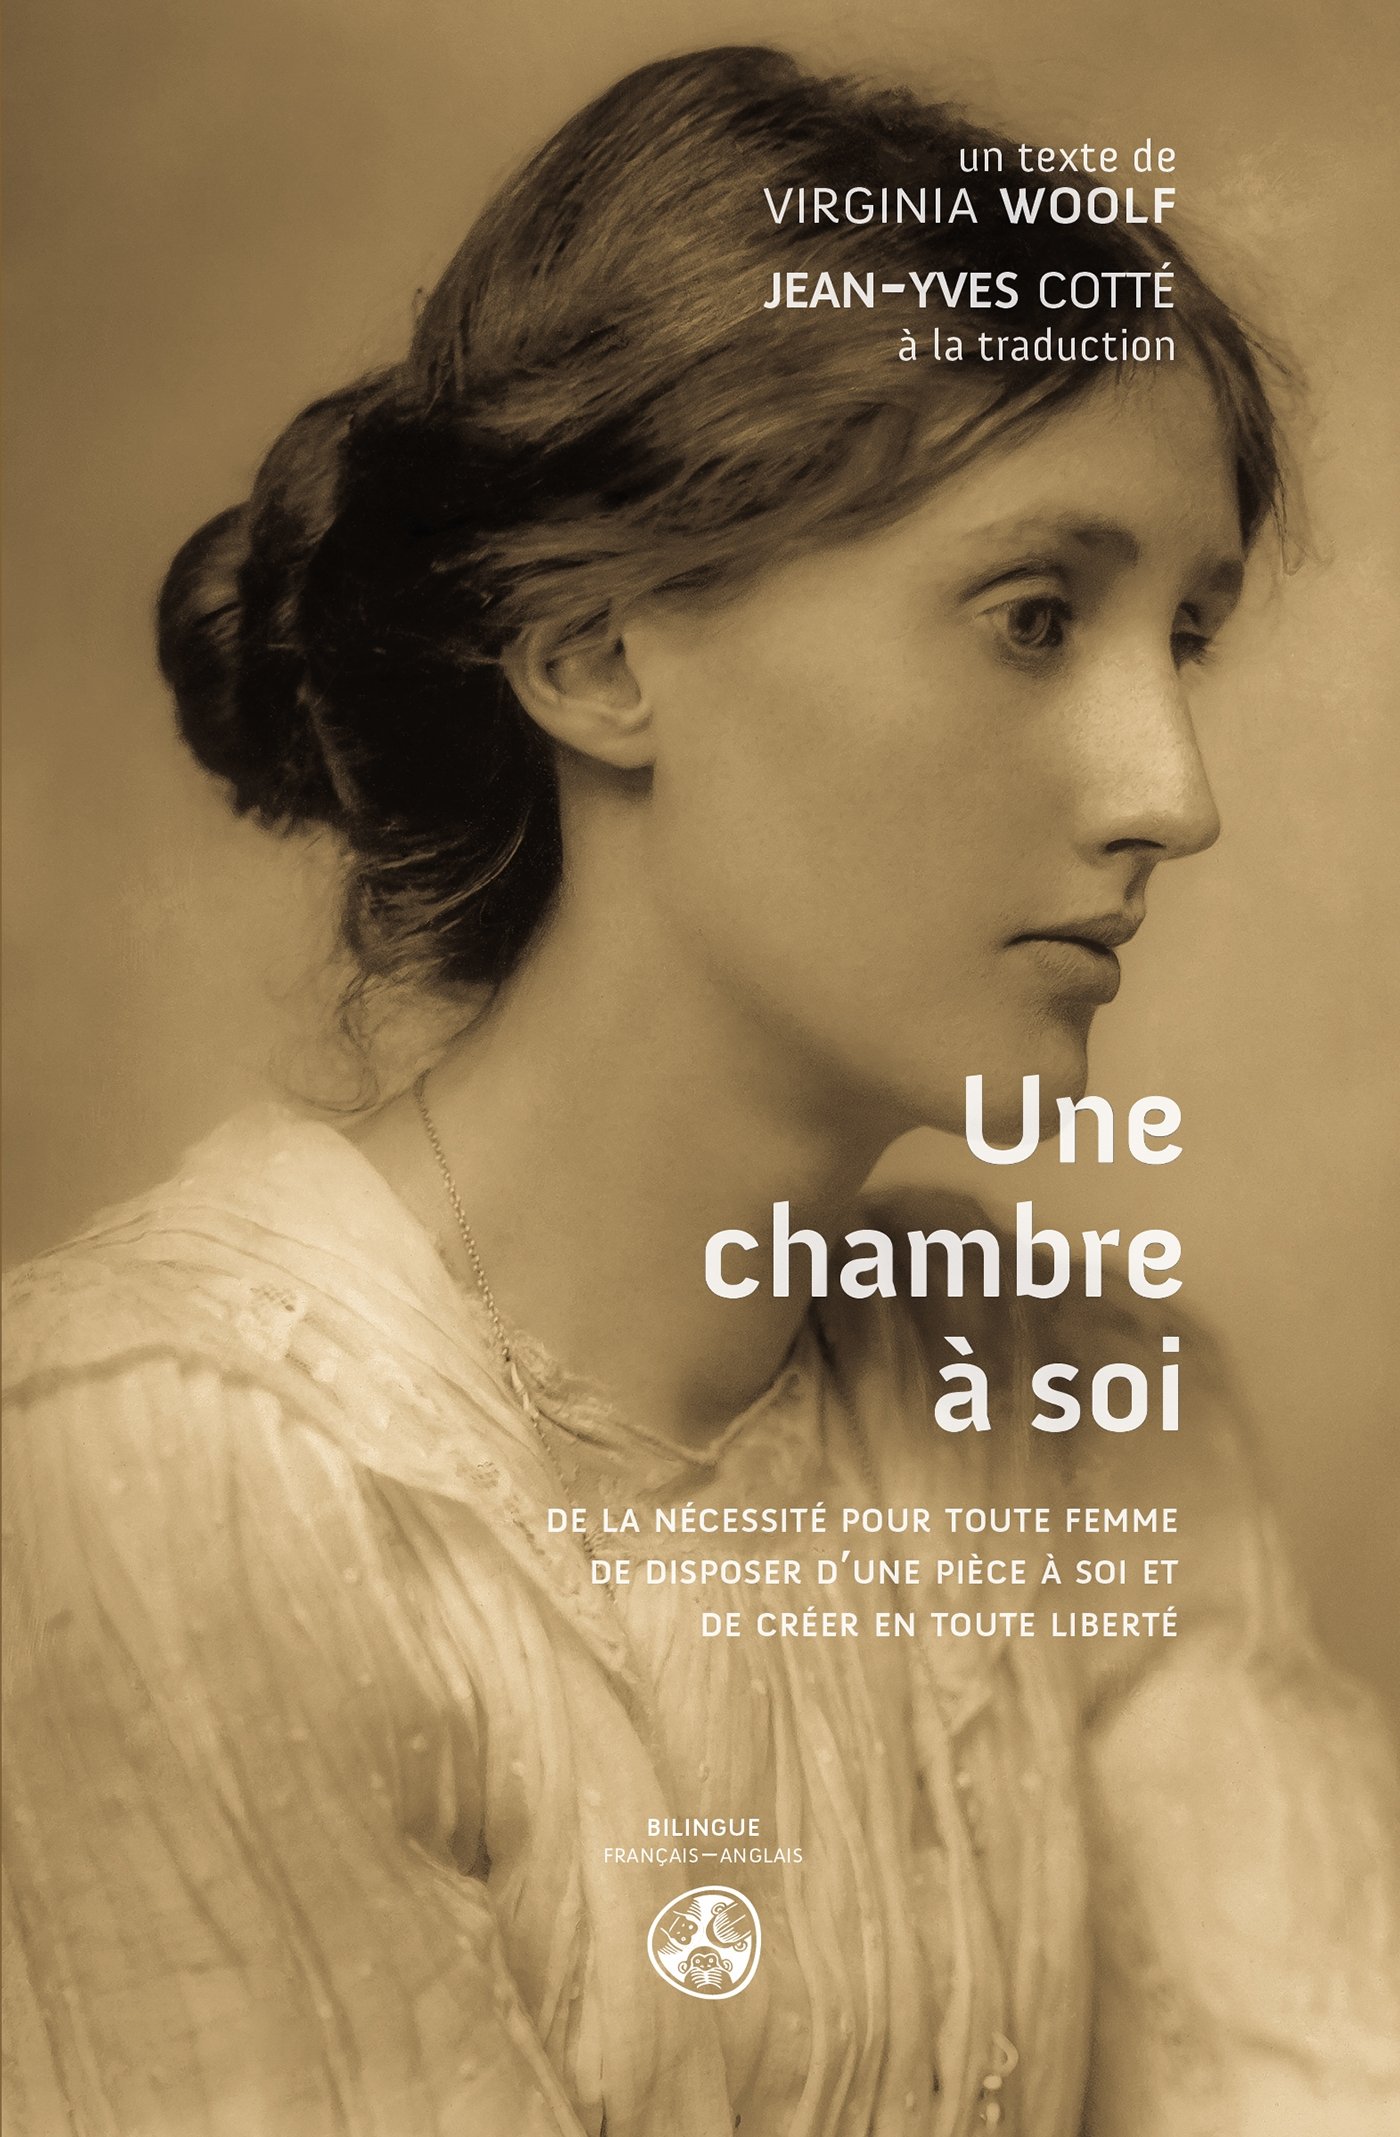 un texte de
VIRGINIA WOOLF
JEAN-YVES COTTÉ
à la traduction
Une
chambre
à soi
DE LA NÉCESSITÉ POUR TOUTE FEMME
DE DISPOSER D'UNE PIÈCE À SOI ET
DE CRÉER EN TOUTE LIBERTÉ
BILINGUE
FRANÇAIS—ANGLAIS